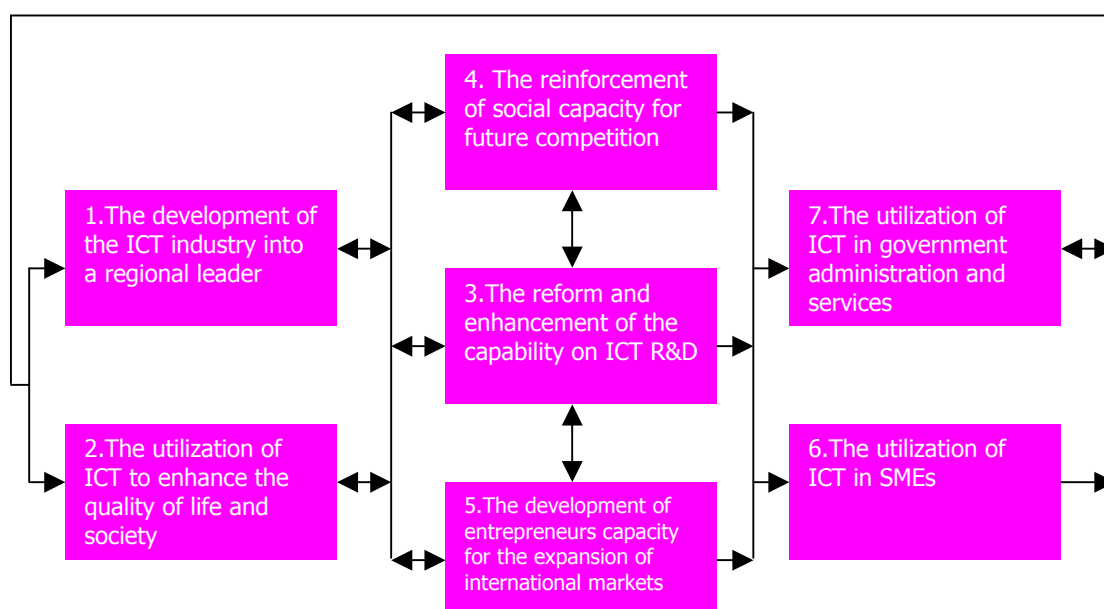 4. The reinforcement
of social capacity for
future competition
1.The development of
the ICT industry into
a regional leader
7.The utilization of
ICT in government
administration and
services
3.The reform and
enhancement of the
capability on ICT R&D
2.The utilization of
ICT to enhance the
quality of life and
society
6.The utilization of
ICT in SMEs
5.The development of
entrepreneurs capacity
for the expansion of
international markets